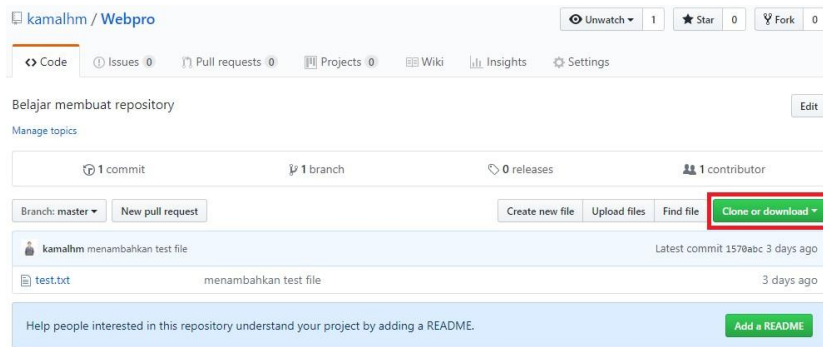 kamalhm / Webpro
Unwatch 1 Star 0 Fork 0
Code Issues 0 Pull requests 0 Projects 0 Wiki Insights Settings
Belajar membuat repository
Edit
Manage topics
1 commit 1 branch 0 releases 1 contributor
Branch: master New pull request Create new file Upload files Find file Clone or download
kamalhm menambahkan test file Latest commit 1570abc 3 days ago
test.txt menambahkan test file 3 days ago
Help people interested in this repository understand your project by adding a README. Add a README